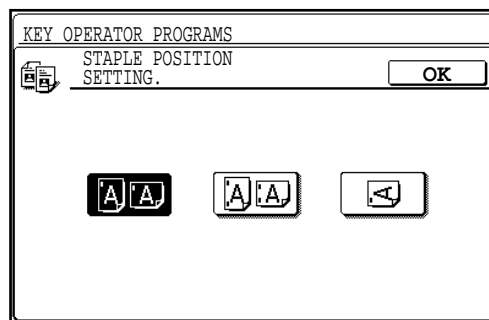 KEY OPERATOR PROGRAMS
STAPLE POSITION
SETTING.
OK
A A A A A